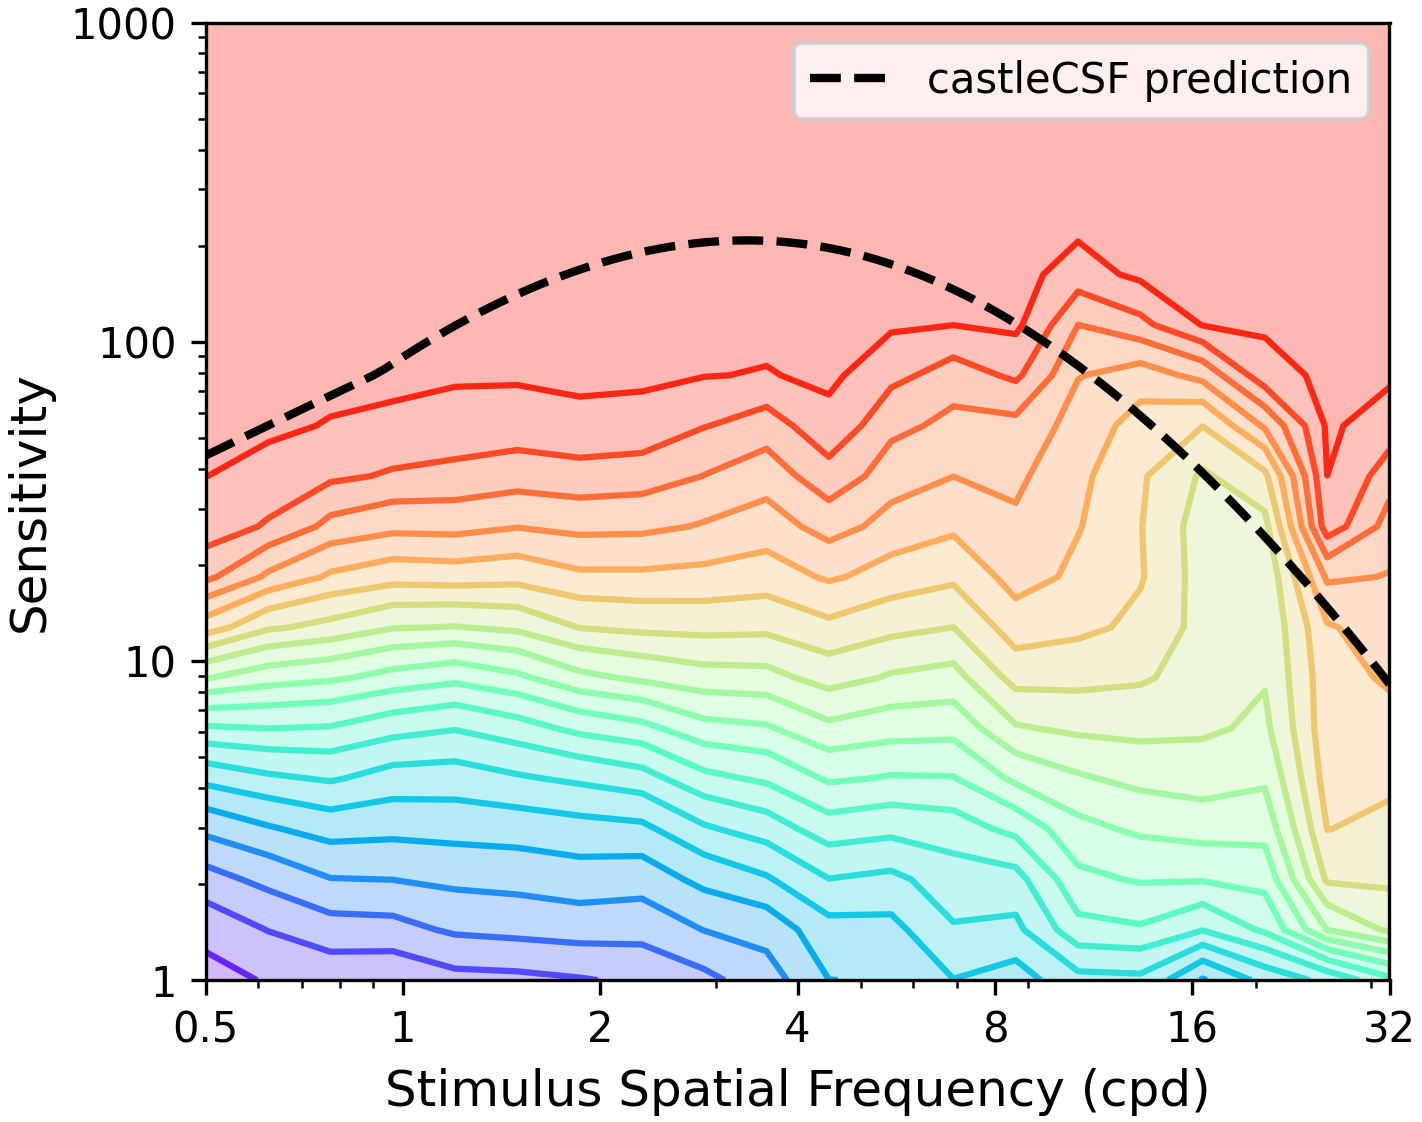 1000
100
10
1
Sensitivity
castleCSF prediction
0.5 1 2 4 8 16 32
Stimulus Spatial Frequency (cpd)